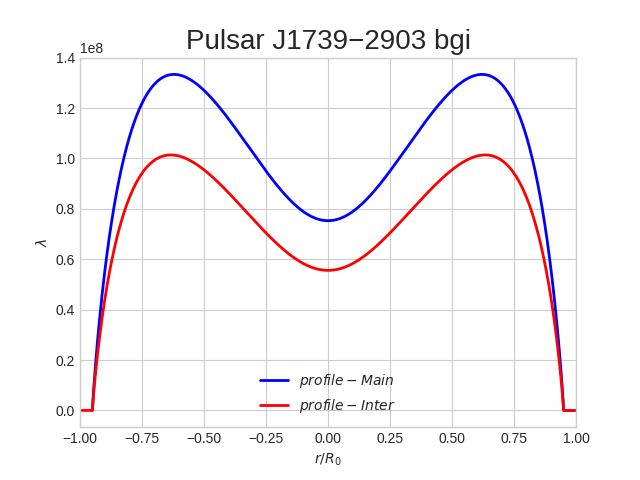 Pulsar J1739−2903 bgi
1e8
1.4
1.2
1.0
0.8
0.6
0.4
0.2
0.0
λ
profile − Main
profile − Inter
−1.00 −0.75 −0.50 −0.25 0.00 0.25 0.50 0.75 1.00
r/R₀